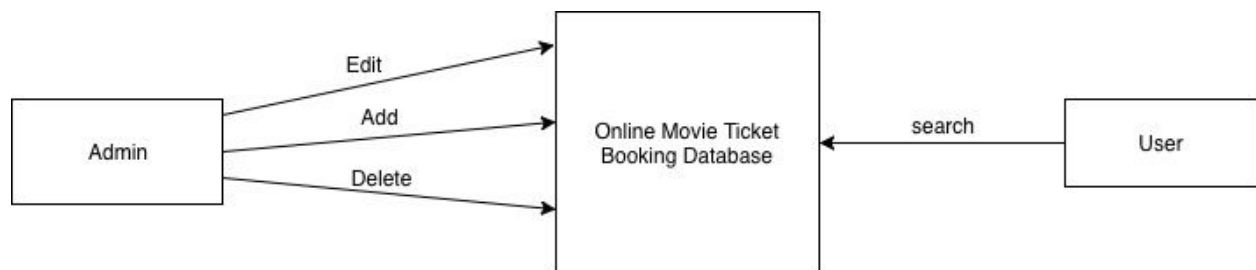 Admin
Edit
Add
Delete
Online Movie Ticket
Booking Database
search
User